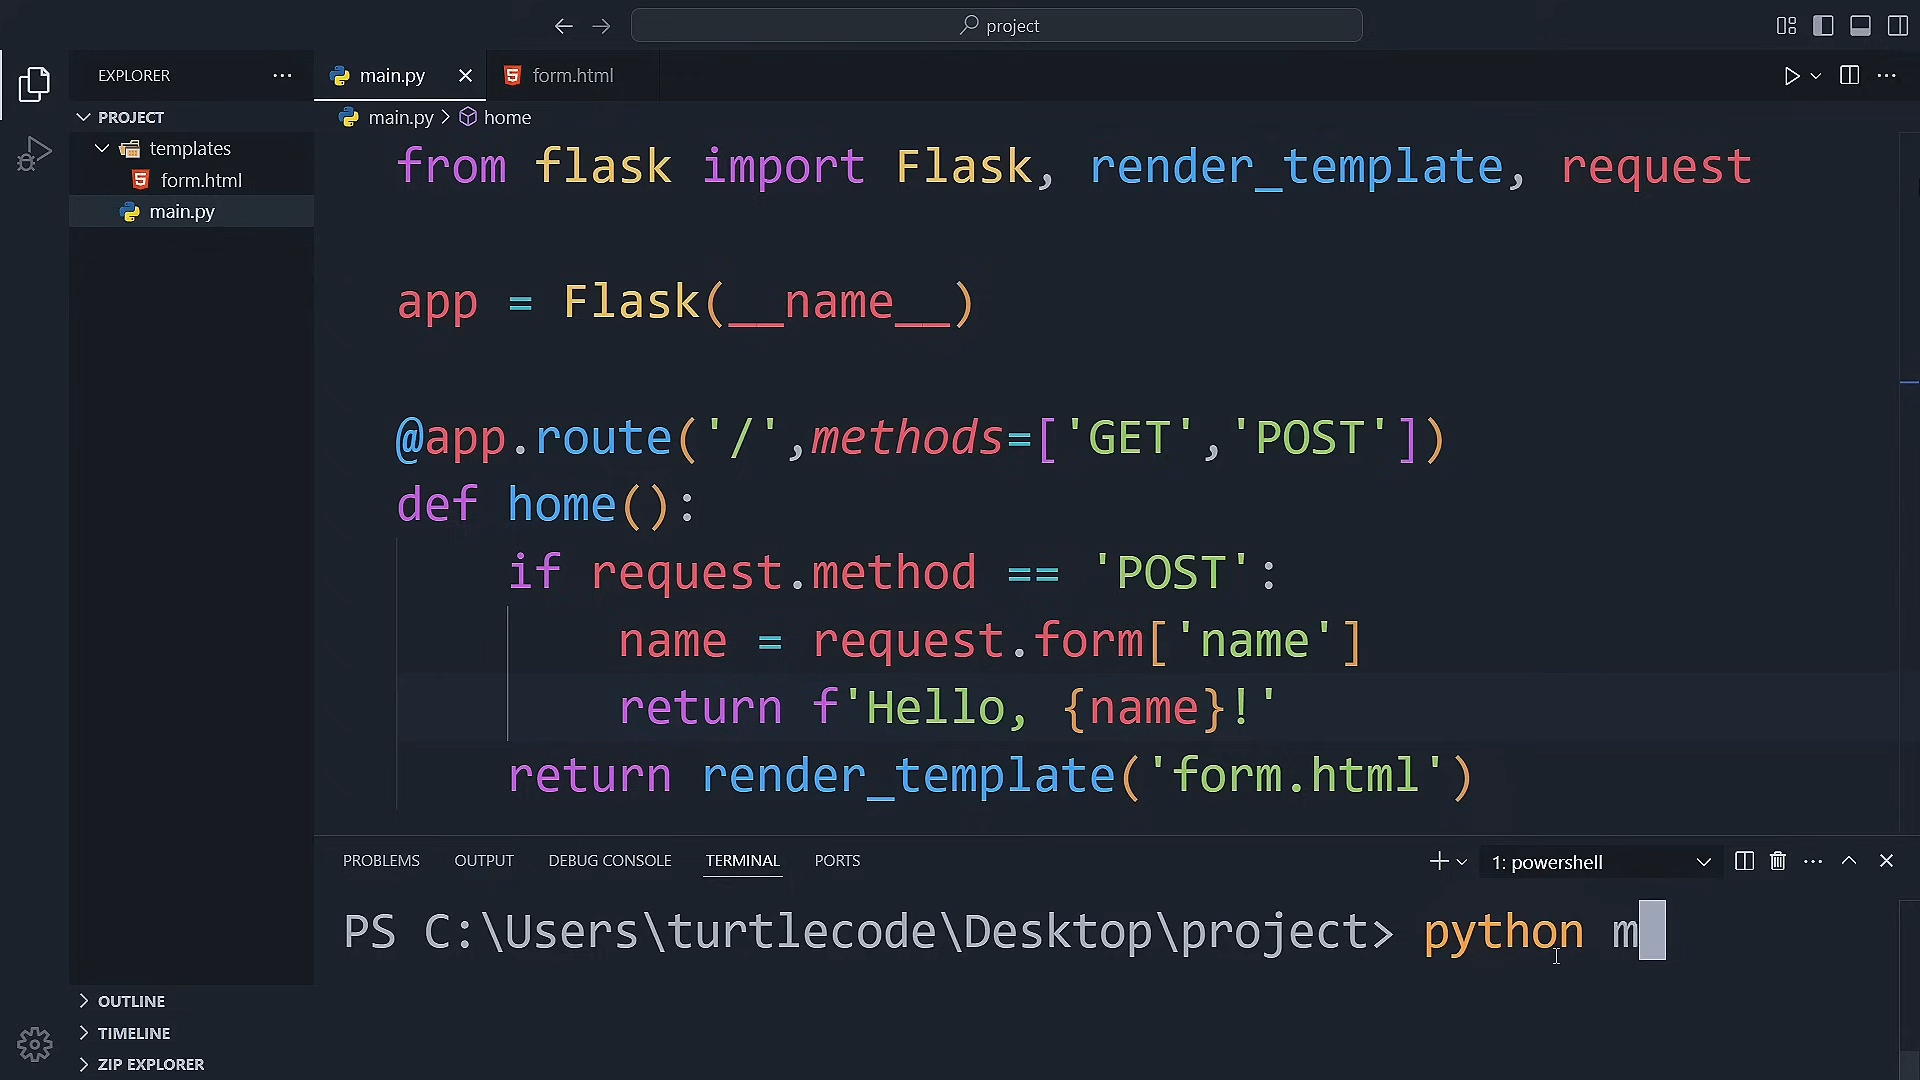 project
EXPLORER
main.py
form.html
PROJECT
main.py
home
templates
form.html
main.py
from flask import Flask, render_template, request
app = Flask(__name__)
@app.route('/',methods=['GET','POST'])
def home():
    if request.method == 'POST':
        name = request.form['name']
        return f'Hello, {name}!'
    return render_template('form.html')
PROBLEMS OUTPUT DEBUG CONSOLE TERMINAL PORTS
1: powershell
PS C:\Users\turtlecode\Desktop\project> python m
OUTLINE
TIMELINE
ZIP EXPLORER